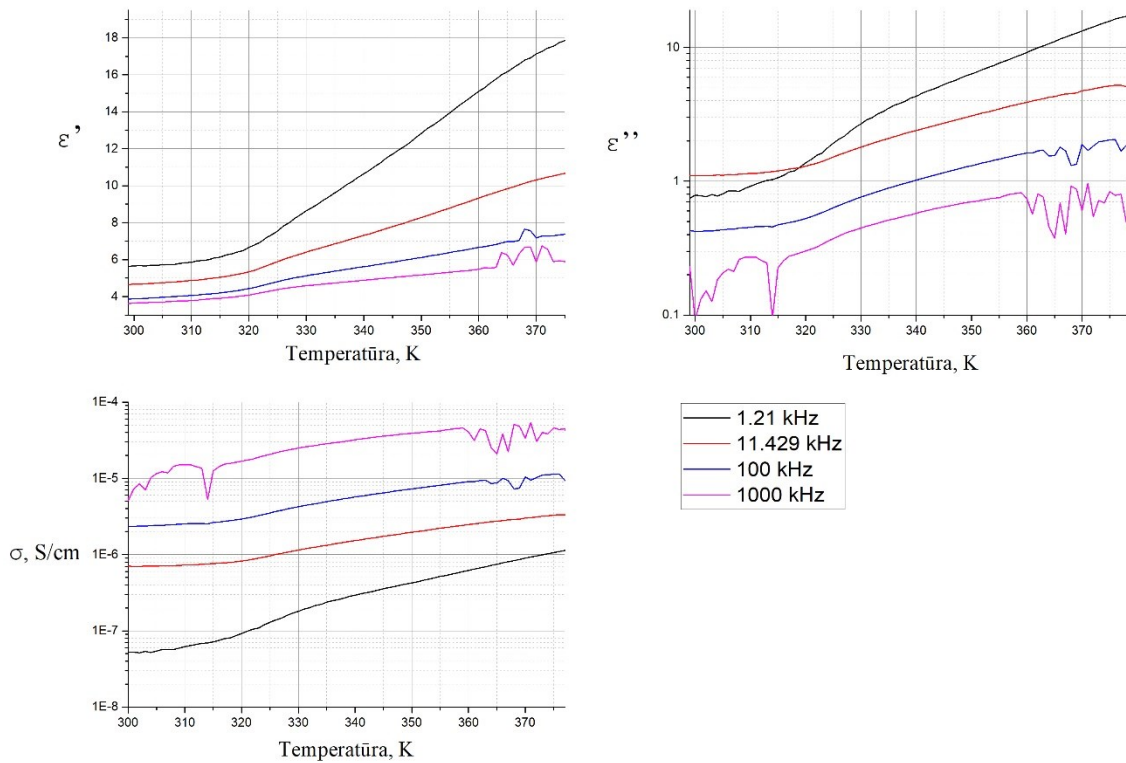 ε'
18
16
14
12
10
8
6
4
300 310 320 330 340 350 360 370
Temperatūra, K
ε''
10
1
0.1
300 310 320 330 340 350 360 370
Temperatūra, K
σ, S/cm
1E-4
1E-5
1E-6
1E-7
1E-8
300 310 320 330 340 350 360 370
Temperatūra, K
1.21 kHz
11.429 kHz
100 kHz
1000 kHz